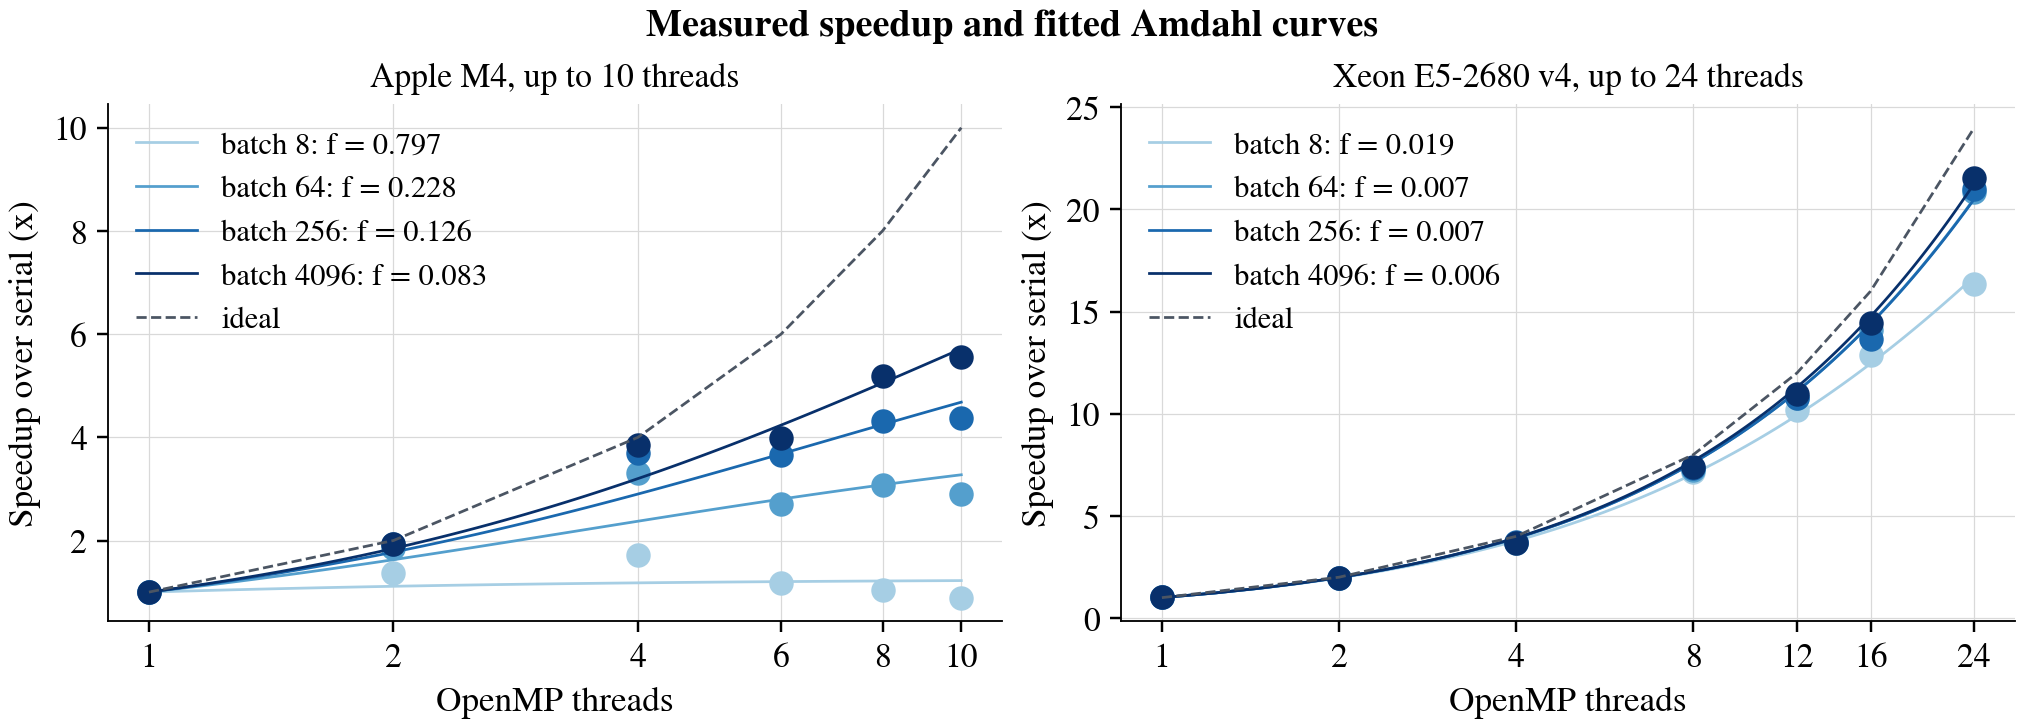 Measured speedup and fitted Amdahl curves
Apple M4, up to 10 threads
Speedup over serial (x)
10
8
6
4
2
batch 8: f = 0.797
batch 64: f = 0.228
batch 256: f = 0.126
batch 4096: f = 0.083
ideal
1
2
4
6
8
10
OpenMP threads
Xeon E5-2680 v4, up to 24 threads
Speedup over serial (x)
25
20
15
10
5
0
batch 8: f = 0.019
batch 64: f = 0.007
batch 256: f = 0.007
batch 4096: f = 0.006
ideal
1
2
4
8
12
16
24
OpenMP threads